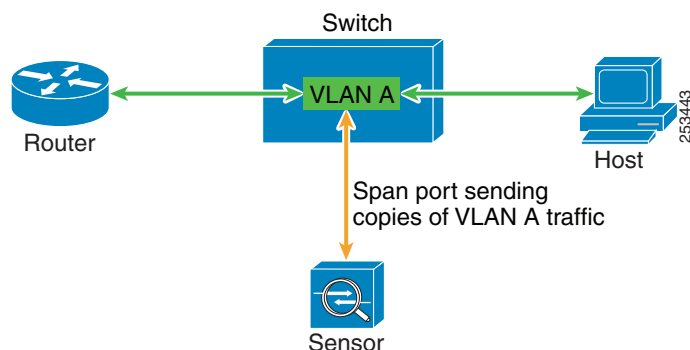 Switch
VLAN A
Router
Host
253443
Span port sending
copies of VLAN A traffic
Sensor